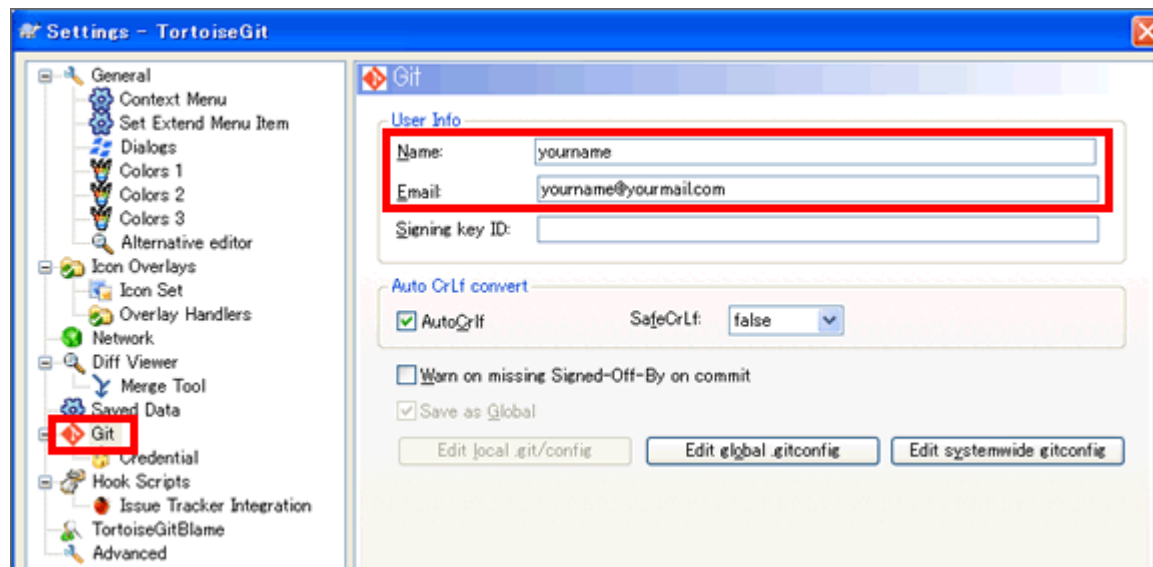 Settings - TortoiseGit
General
Context Menu
Set Extend Menu Item
Dialogs
Colors 1
Colors 2
Colors 3
Alternative editor
Icon Overlays
Icon Set
Overlay Handlers
Network
Diff Viewer
Merge Tool
Saved Data
Git
Credential
Hook Scripts
Issue Tracker Integration
TortoiseGitBlame
Advanced
Git
User Info
Name: yourname
Email: yourname@yourmail.com
Signing key ID:
Auto CrLf convert
AutoCrlf SafeCrLf: false
Warn on missing Signed-Off-By on commit
Save as Global
Edit local .git/config Edit global .gitconfig Edit systemwide gitconfig